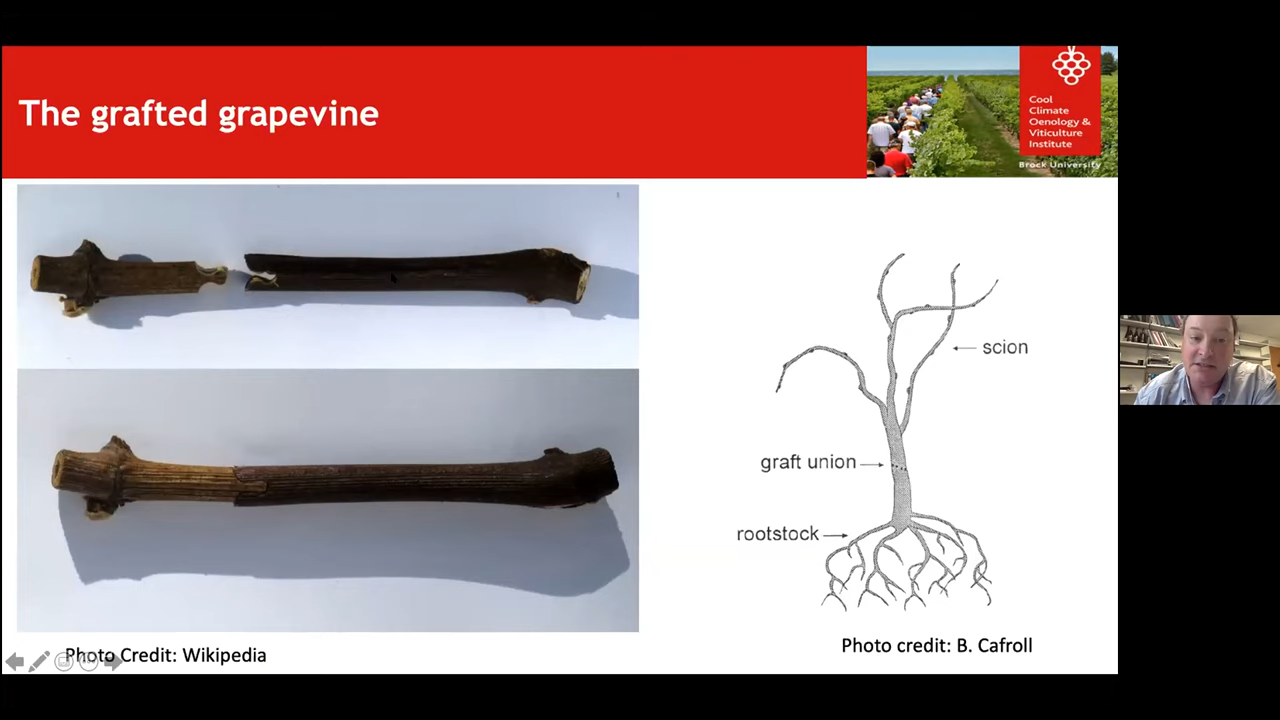 The grafted grapevine
Cool
Climate
Oenology &
Viticulture
Institute
Brock University
scion
graft union
rootstock
Photo Credit: Wikipedia
Photo credit: B. Cafroll